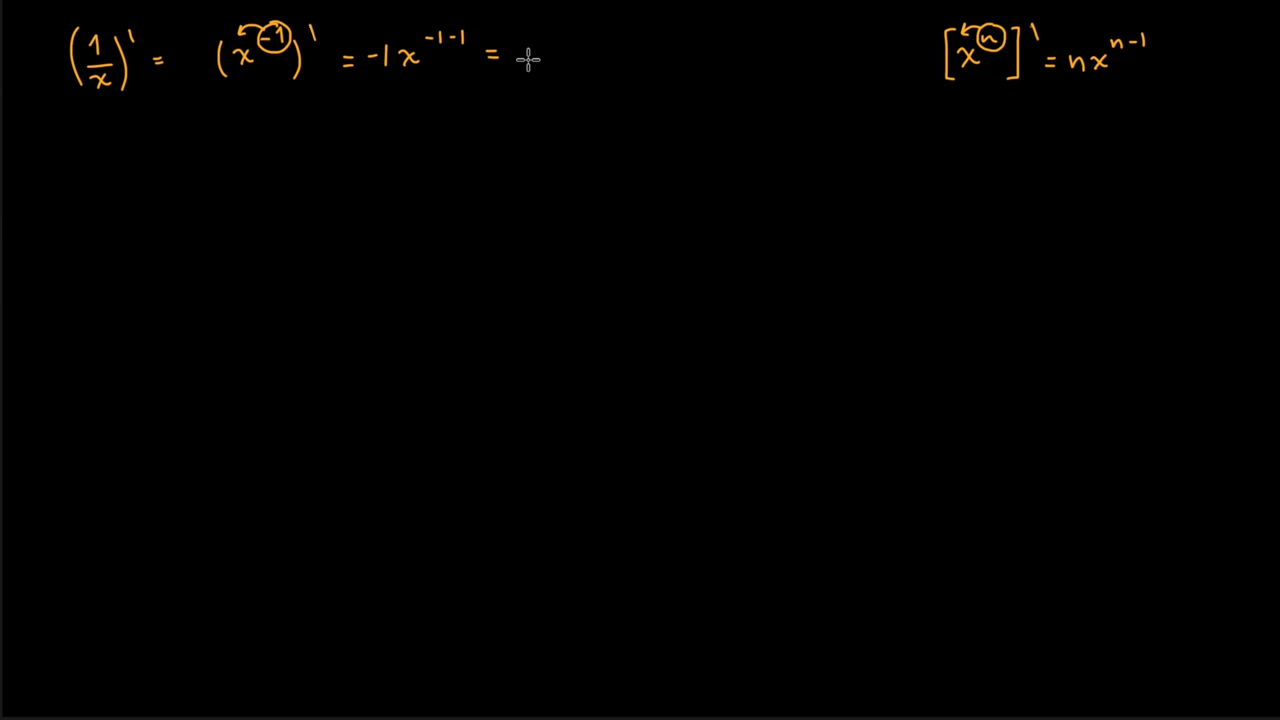 (1/x)' = (x^{-1})' = -1x^{-1-1} =
[x^n]' = nx^{n-1}